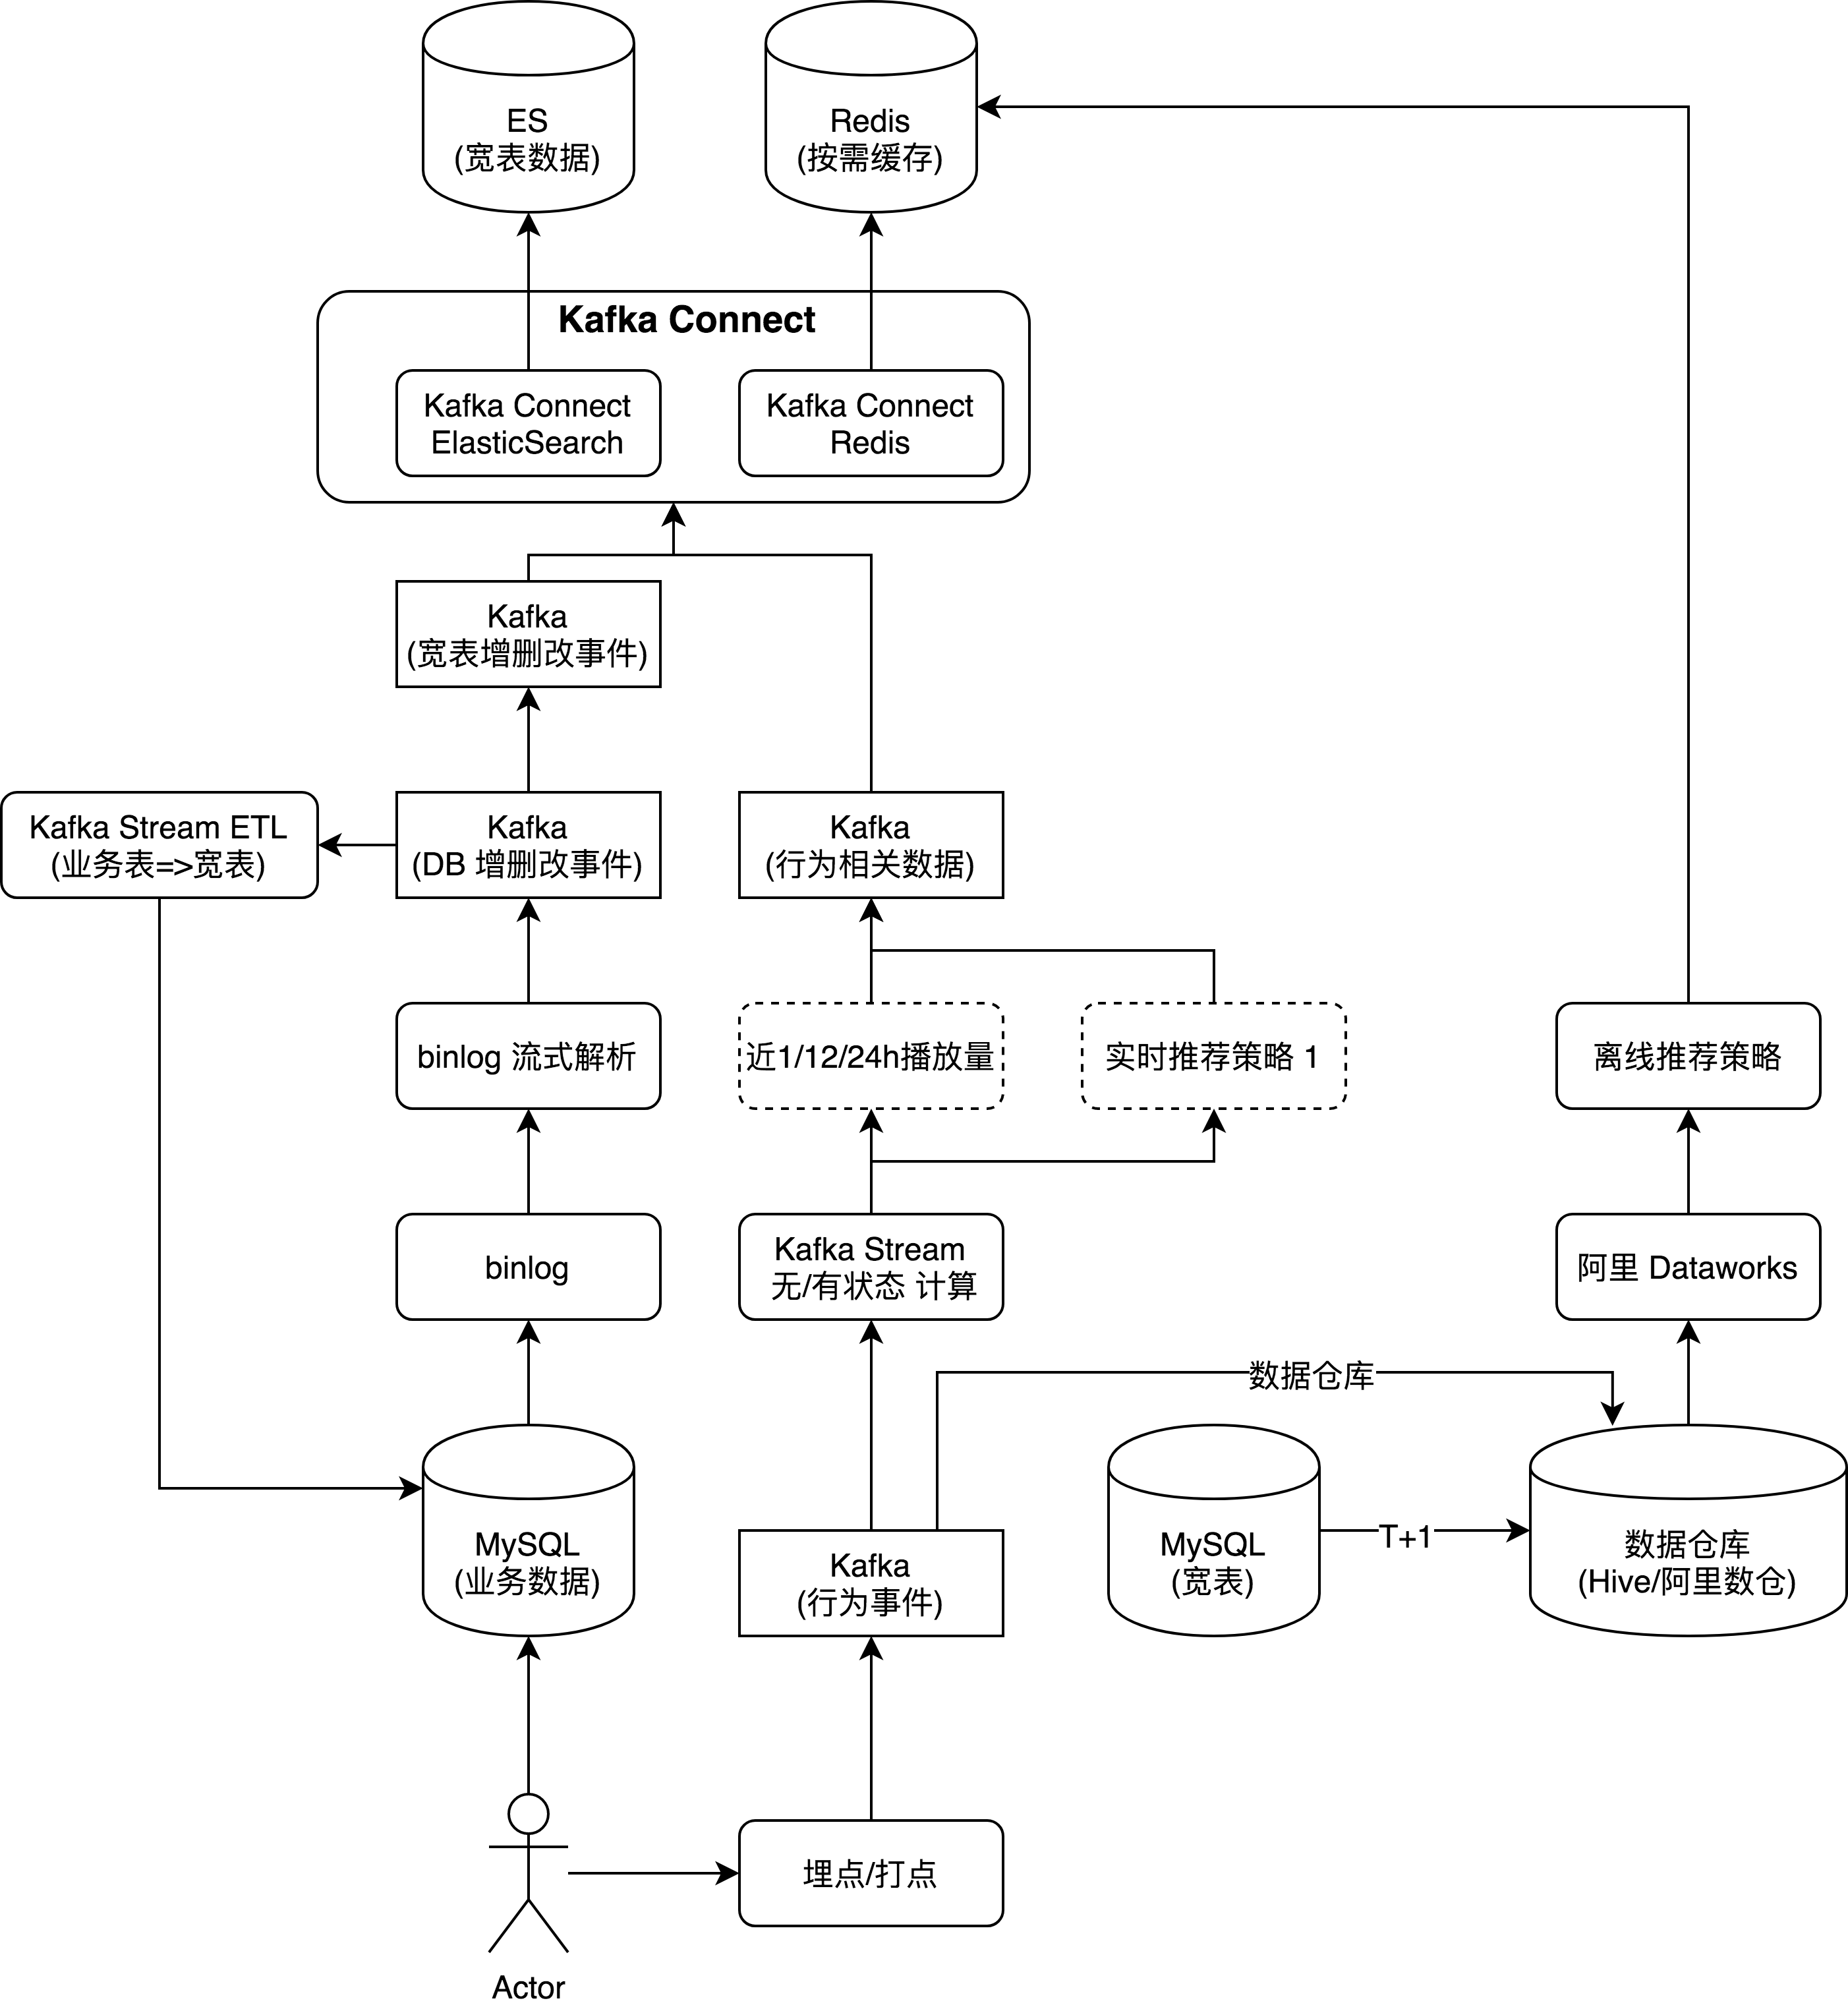 ES
(宽表数据)
Redis
(按需缓存)
Kafka Connect
Kafka Connect
ElasticSearch
Kafka Connect
Redis
Kafka
(宽表增删改事件)
Kafka Stream ETL
(业务表=>宽表)
Kafka
(DB 增删改事件)
Kafka
(行为相关数据)
binlog 流式解析
近1/12/24h播放量
实时推荐策略 1
离线推荐策略
binlog
Kafka Stream
无/有状态 计算
阿里 Dataworks
数据仓库
MySQL
(业务数据)
Kafka
(行为事件)
MySQL
(宽表)
T+1
数据仓库
(Hive/阿里数仓)
埋点/打点
Actor